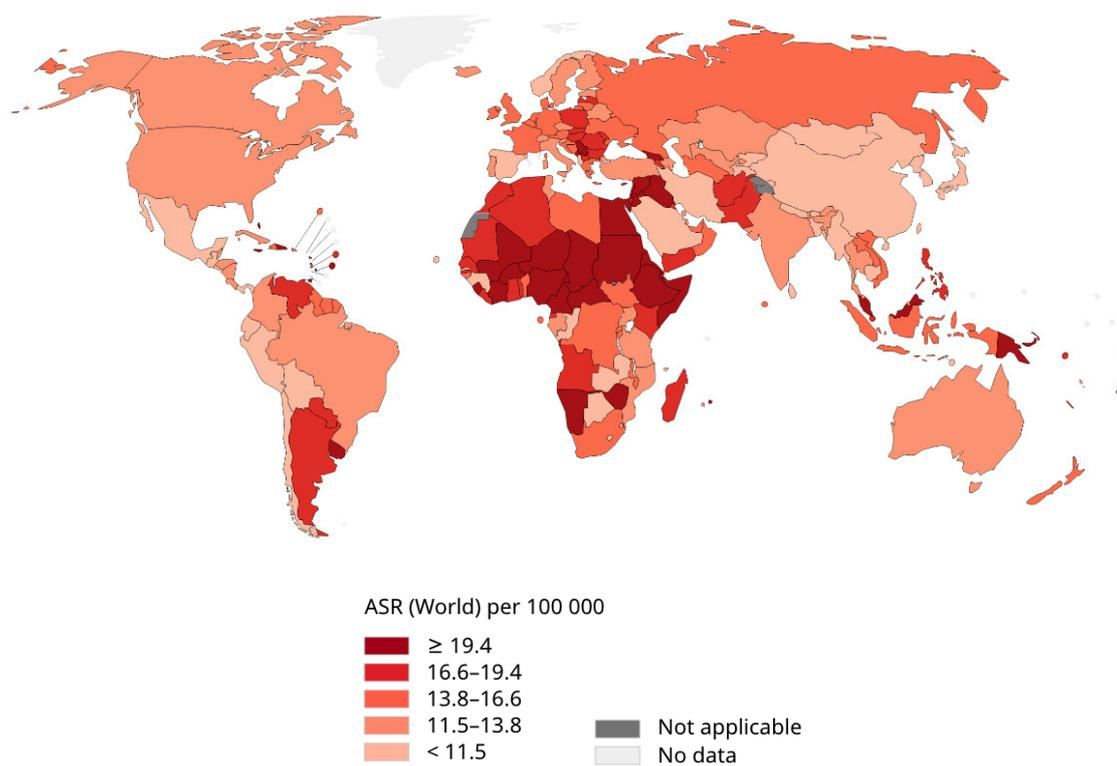 ASR (World) per 100 000
≥ 19.4
16.6–19.4
13.8–16.6
11.5–13.8
< 11.5
Not applicable
No data